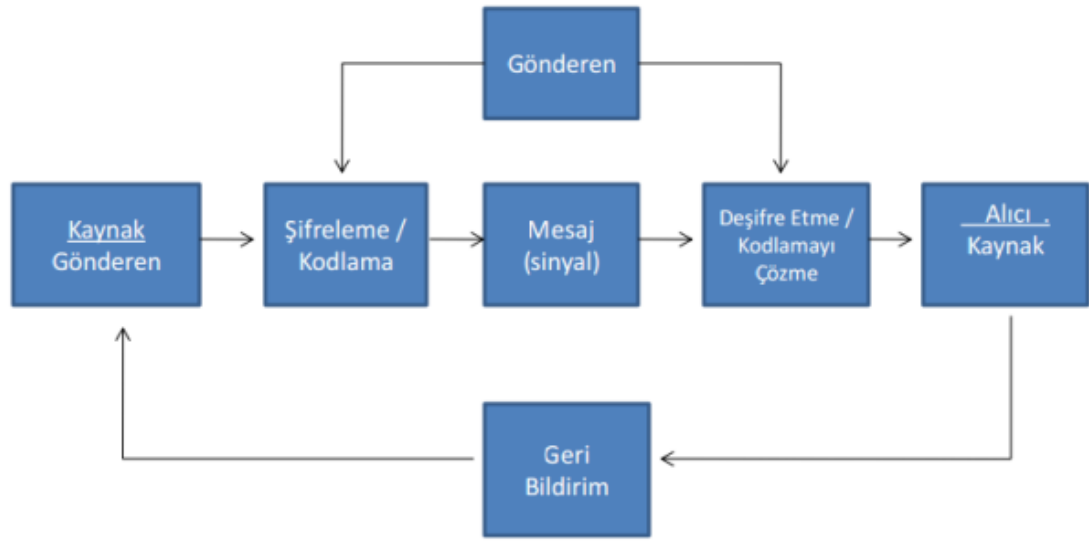 Gönderen
Kaynak
Gönderen
Şifreleme /
Kodlama
Mesaj
(sinyal)
Deşifre Etme /
Kodlamayı
Çözme
Alıcı .
Kaynak
Geri
Bildirim